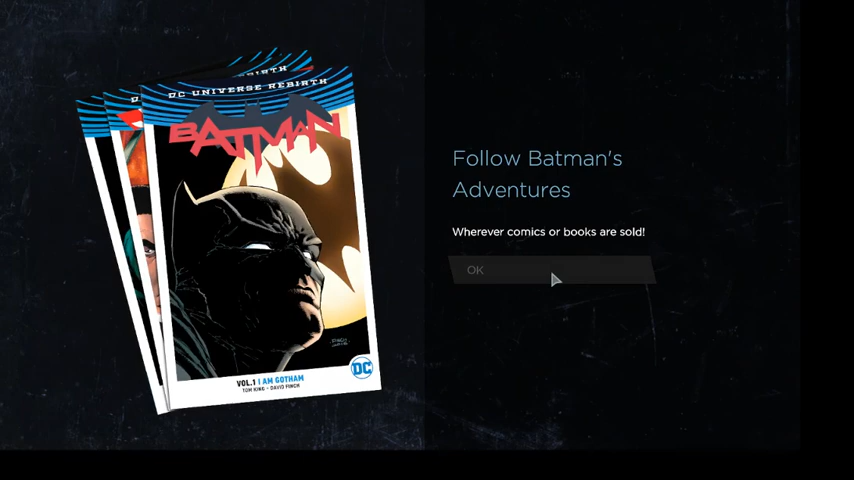 REBIRTH
D
DC UNIVERSE REBIRTH
BATMAN
VOL.1 | I AM GOTHAM
TOM KING • DAVID FINCH
DC
Follow Batman's
Adventures
Wherever comics or books are sold!
OK